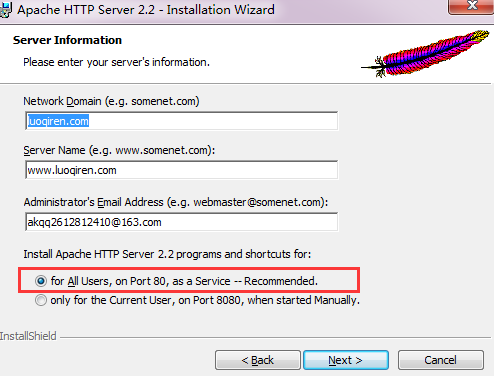 Apache HTTP Server 2.2 - Installation Wizard
Server Information
Please enter your server's information.
Network Domain (e.g. somenet.com)
luoqiren.com
Server Name (e.g. www.somenet.com):
www.luoqiren.com
Administrator's Email Address (e.g. webmaster@somenet.com):
akqq2612812410@163.com
Install Apache HTTP Server 2.2 programs and shortcuts for:
for All Users, on Port 80, as a Service -- Recommended.
only for the Current User, on Port 8080, when started Manually.
InstallShield
< Back Next > Cancel